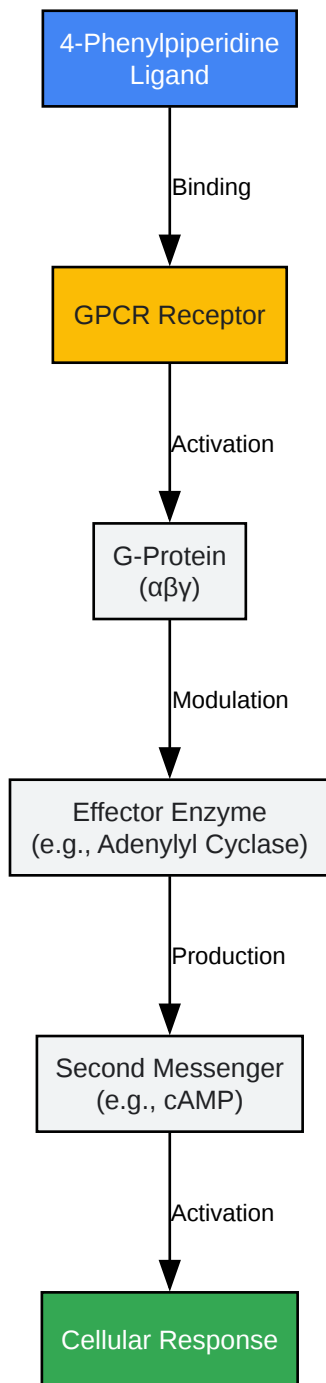 4-Phenylpiperidine
Ligand
Binding
GPCR Receptor
Activation
G-Protein
(αβγ)
Modulation
Effector Enzyme
(e.g., Adenylyl Cyclase)
Production
Second Messenger
(e.g., cAMP)
Activation
Cellular Response